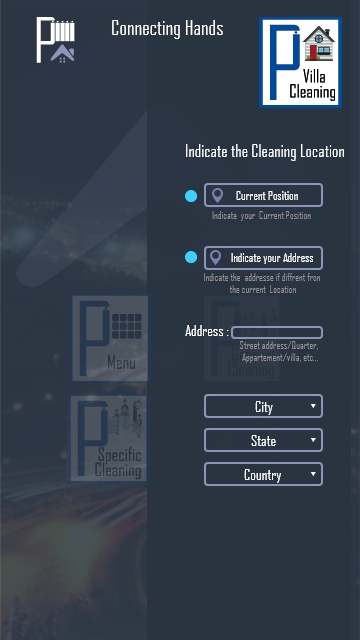 Connecting Hands
Villa
Cleaning
Indicate the Cleaning Location
Current Position
Indicate your Current Position
Indicate your Address
Indicate the addresse if diffrent fron
the current Location
Address :
Street address/Quarter,
Appartement/villa, etc...
Menu
City
State
Specific
Cleaning
Country